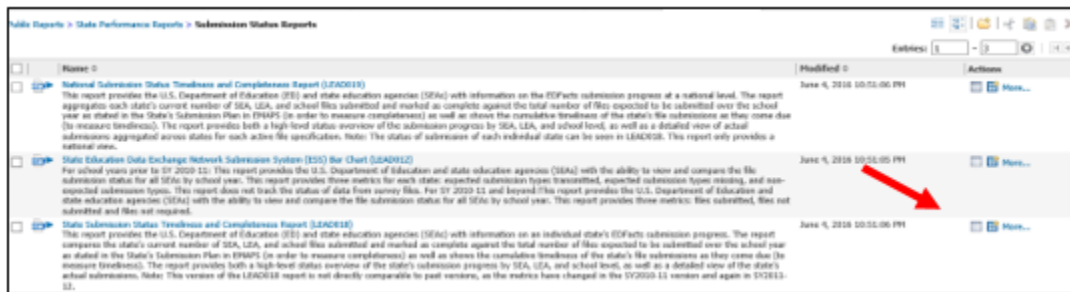 Public Reports > State Performance Reports > Submission Status Reports
Entries: 1 - 3
Name Modified Actions
National Submission Status Timeliness and Completeness Report (LEAD019) June 4, 2016 10:51:06 PM More...
This report provides the U.S. Department of Education (ED) and state education agencies (SEAs) with information on the EDFacts submission progress at a national level. The report
aggregates each state's current number of SEA, LEA, and school files submitted and marked as complete against the total number of files expected to be submitted over the school
year as stated in the State's Submission Plan in EMAPS (in order to measure completeness) as well as shows the cumulative timeliness of the state's file submissions as they come due
(to measure timeliness). The report provides both a high-level status overview of the submission progress by SEA, LEA, and school level, as well as a detailed view of actual
submissions aggregated across states for each active file specification. Note: The status of submission of each individual state can be seen in LEAD018. This report only provides a
national view.
State Education Data Exchange Network Submission System (ESS) Bar Chart (LEAD012) June 4, 2016 10:51:05 PM More...
For school years prior to SY 2010-11: This report provides the U.S. Department of Education and state education agencies (SEAs) with the ability to view and compare the file
submission status for all SEAs by school year. This report provides three metrics for each state: expected submission types transmitted, expected submission types missing, and non-
expected submission types. This report does not track the status of data from survey files. For SY 2010-11 and beyond: This report provides the U.S. Department of Education and
state education agencies (SEAs) with the ability to view and compare the file submission status for all SEAs by school year. This report provides three metrics: files submitted, files not
submitted and files not required.
State Submission Status Timeliness and Completeness Report (LEAD018) June 4, 2016 10:51:06 PM More...
This report provides the U.S. Department of Education (ED) and state education agencies (SEAs) with information on an individual state's EDFacts submission progress. The report
compares the state's current number of SEA, LEA, and school files submitted and marked as complete against the total number of files expected to be submitted over the school year
as stated in the State's Submission Plan in EMAPS (in order to measure completeness) as well as shows the cumulative timeliness of the state's file submissions as they come due (to
measure timeliness). The report provides both a high-level status overview of the state's submission progress by SEA, LEA, and school level, as well as a detailed view of the state's
actual submissions. Note: This version of the LEAD018 report is not directly comparable to past versions, as the metrics have changed in the SY2010-11 version and again in SY2011-
12.